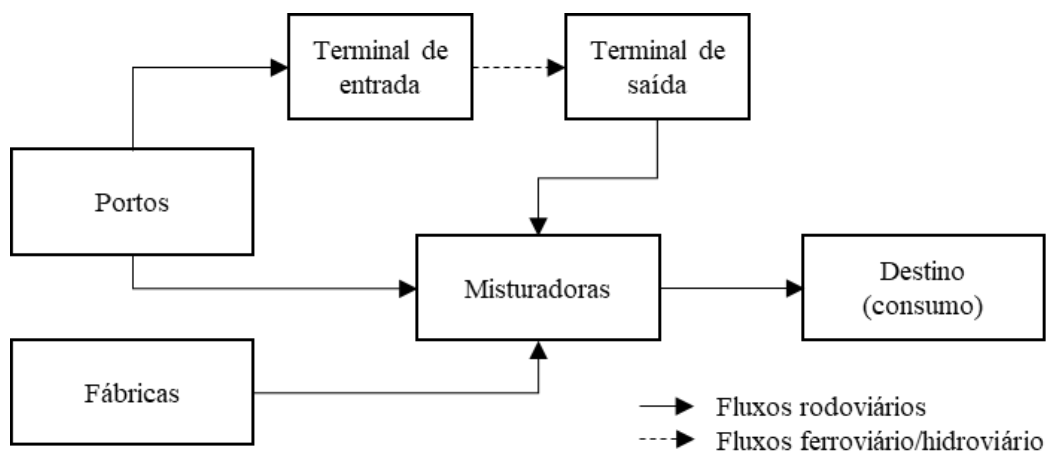 Terminal de
entrada
Terminal de
saída
Portos
Misturadoras
Destino
(consumo)
Fábricas
Fluxos rodoviários
Fluxos ferroviário/hidroviário